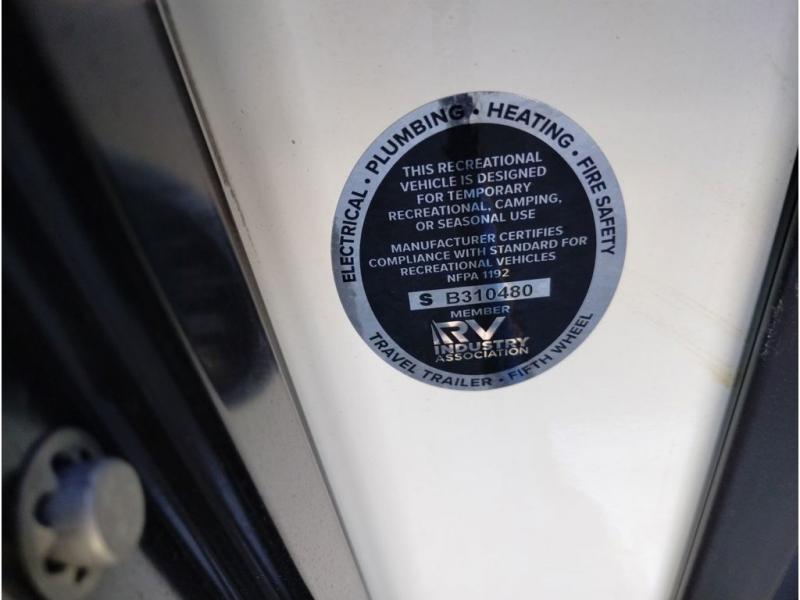 ELECTRICAL • PLUMBING • HEATING • FIRE SAFETY
THIS RECREATIONAL
VEHICLE IS DESIGNED
FOR TEMPORARY
RECREATIONAL, CAMPING,
OR SEASONAL USE
MANUFACTURER CERTIFIES
COMPLIANCE WITH STANDARD FOR
RECREATIONAL VEHICLES
NFPA 1192
S B310480
MEMBER
RV
INDUSTRY
ASSOCIATION
TRAVEL TRAILER • FIFTH WHEEL